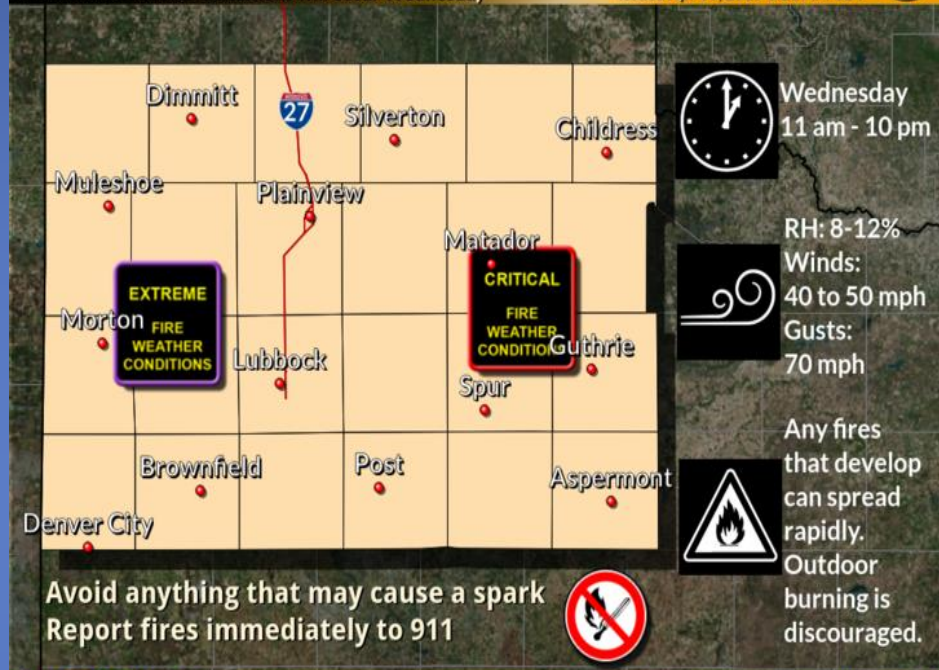 Dimmitt
27
Silverton
Childress
Wednesday
11 am - 10 pm
Muleshoe
Plainview
Matador
RH: 8-12%
Winds:
40 to 50 mph
Gusts:
70 mph
EXTREME
FIRE
WEATHER
CONDITIONS
CRITICAL
FIRE
WEATHER
Morton
Lubbock
Guthrie
Spur
Brownfield
Post
Aspermont
Denver City
Any fires
that develop
can spread
rapidly.
Outdoor
burning is
discouraged.
Avoid anything that may cause a spark
Report fires immediately to 911